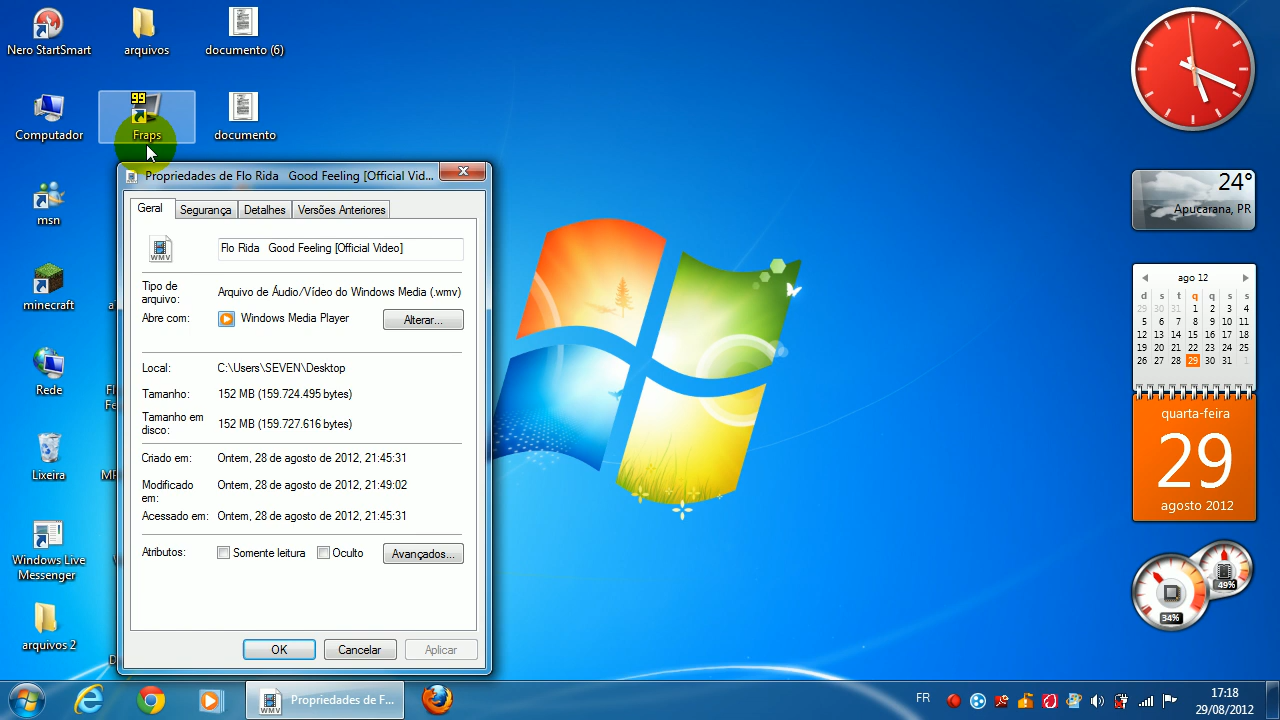 Nero StartSmart
arquivos
documento (6)
Computador
99
Fraps
documento
msn
minecraft
Rede
Lixeira
Windows Live
Messenger
arquivos 2
Propriedades de Flo Rida   Good Feeling [Official Vid...
Geral
Segurança
Detalhes
Versões Anteriores
WMV
Flo Rida   Good Feeling [Official Video]
Tipo de
arquivo:
Arquivo de Áudio/Vídeo do Windows Media (.wmv)
Abre com:
Windows Media Player
Alterar...
Local:
C:\Users\SEVEN\Desktop
Tamanho:
152 MB (159.724.495 bytes)
Tamanho em
disco:
152 MB (159.727.616 bytes)
Criado em:
Ontem, 28 de agosto de 2012, 21:45:31
Modificado
em:
Ontem, 28 de agosto de 2012, 21:49:02
Acessado em:
Ontem, 28 de agosto de 2012, 21:45:31
Atributos:
Somente leitura
Oculto
Avançados...
OK
Cancelar
Aplicar
24°
Apucarana, PR
ago 12
d s t q q s s
29 30 31 1 2 3 4
5 6 7 8 9 10 11
12 13 14 15 16 17 18
19 20 21 22 23 24 25
26 27 28 29 30 31 1
quarta-feira
29
agosto 2012
49%
34%
WMV
Propriedades de F...
FR
17:18
29/08/2012